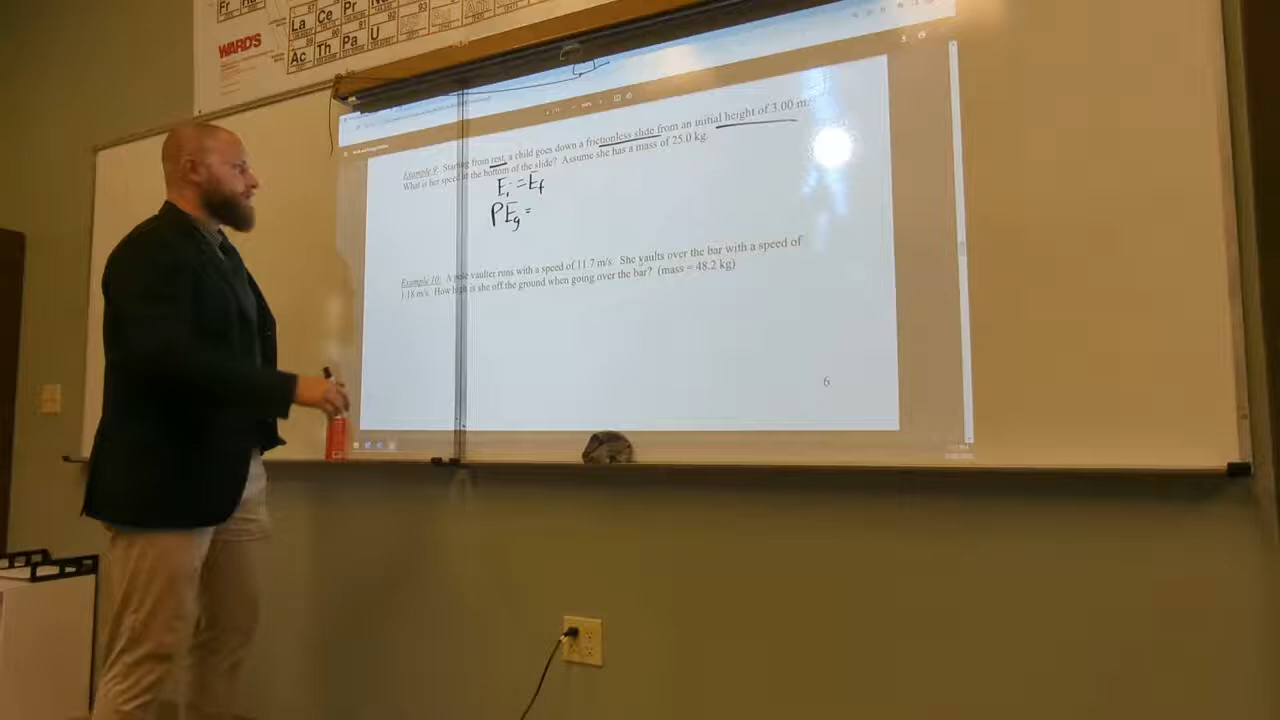 Fr
La Ce Pr
93
WARD'S
Ac Th Pa U
Example 9: Starting from rest, a child goes down a frictionless slide from an initial height of 3.00 m.
What is her speed at the bottom of the slide? Assume she has a mass of 25.0 kg.
Ei = Ef
PEg =
Example 10: A pole vaulter runs with a speed of 11.7 m/s. She vaults over the bar with a speed of
1.18 m/s. How high is she off the ground when going over the bar? (mass = 48.2 kg)
6